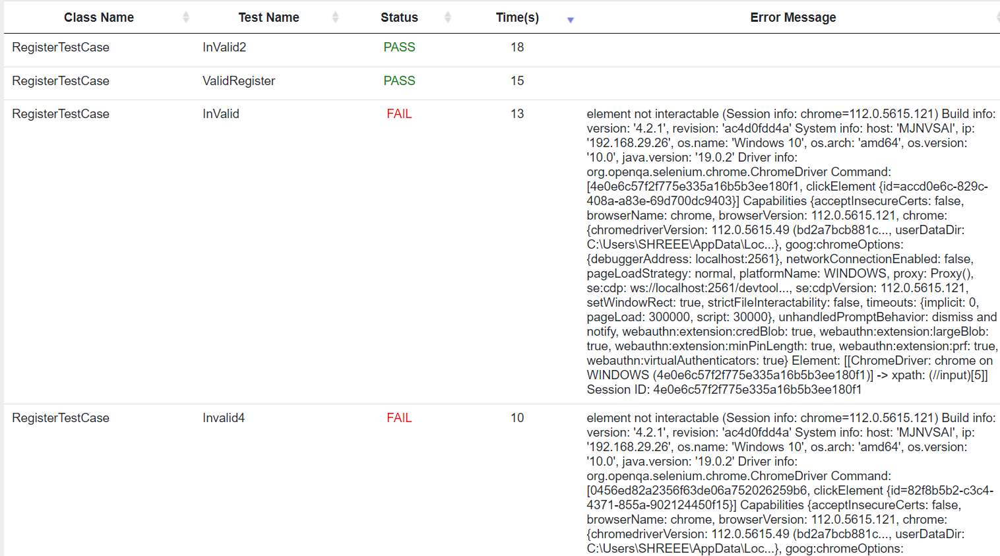 Class Name Test Name Status Time(s) Error Message
RegisterTestCase InValid2 PASS 18
RegisterTestCase ValidRegister PASS 15
RegisterTestCase InValid FAIL 13 element not interactable (Session info: chrome=112.0.5615.121) Build info:
version: '4.2.1', revision: 'ac4d0fdd4a' System info: host: 'MJNVSAI', ip:
'192.168.29.26', os.name: 'Windows 10', os.arch: 'amd64', os.version:
'10.0', java.version: '19.0.2' Driver info:
org.openqa.selenium.chrome.ChromeDriver Command:
[4e0e6c57f2f775e335a16b5b3ee180f1, clickElement {id=accd0e6c-829c-
408a-a83e-69d700dc9403}] Capabilities {acceptInsecureCerts: false,
browserName: chrome, browserVersion: 112.0.5615.121, chrome:
{chromedriverVersion: 112.0.5615.49 (bd2a7bcb881c..., userDataDir:
C:\Users\SHREEE\AppData\Loc...}, goog:chromeOptions:
{debuggerAddress: localhost:2561}, networkConnectionEnabled: false,
pageLoadStrategy: normal, platformName: WINDOWS, proxy: Proxy(),
se:cdp: ws://localhost:2561/devtool..., se:cdpVersion: 112.0.5615.121,
setWindowRect: true, strictFileInteractability: false, timeouts: {implicit: 0,
pageLoad: 300000, script: 30000}, unhandledPromptBehavior: dismiss and
notify, webauthn:extension:credBlob: true, webauthn:extension:largeBlob:
true, webauthn:extension:minPinLength: true, webauthn:extension:prf: true,
webauthn:virtualAuthenticators: true} Element: [[ChromeDriver: chrome on
WINDOWS (4e0e6c57f2f775e335a16b5b3ee180f1)] -> xpath: (//input)[5]]
Session ID: 4e0e6c57f2f775e335a16b5b3ee180f1
RegisterTestCase Invalid4 FAIL 10 element not interactable (Session info: chrome=112.0.5615.121) Build info:
version: '4.2.1', revision: 'ac4d0fdd4a' System info: host: 'MJNVSAI', ip:
'192.168.29.26', os.name: 'Windows 10', os.arch: 'amd64', os.version:
'10.0', java.version: '19.0.2' Driver info:
org.openqa.selenium.chrome.ChromeDriver Command:
[0456ed82a2356f63de06a752026259b6, clickElement {id=82f8b5b2-c3c4-
4371-855a-902124450f15}] Capabilities {acceptInsecureCerts: false,
browserName: chrome, browserVersion: 112.0.5615.121, chrome:
{chromedriverVersion: 112.0.5615.49 (bd2a7bcb881c..., userDataDir:
C:\Users\SHREEE\AppData\Loc...}, goog:chromeOptions: